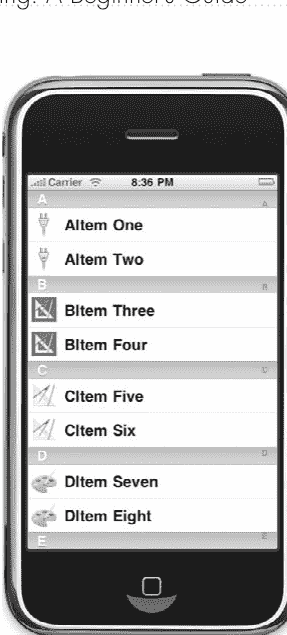 ing: A Beginner's Guide
Carrier 8:36 PM
A A
AItem One
AItem Two
B B
BItem Three
BItem Four
C C
CItem Five
CItem Six
D D
DItem Seven
DItem Eight
E E